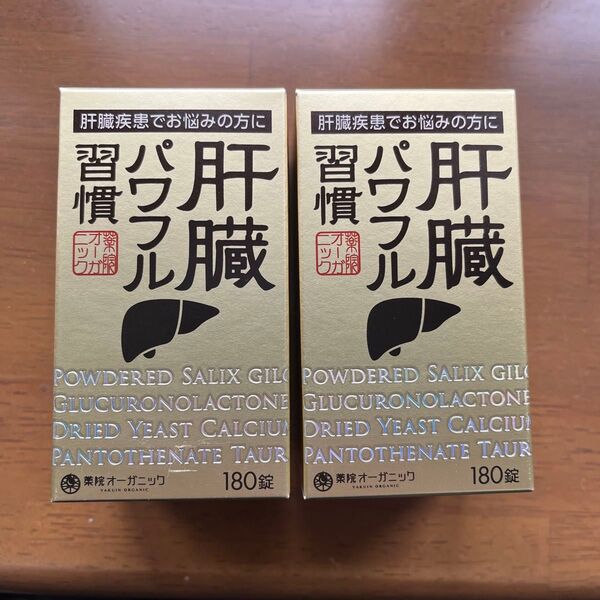 肝臓疾患でお悩みの方に
肝臓
パワフル
習慣
薬院
オーガ
ニック
POWDERED SALIX GILG
GLUCURONOLACTONE
DRIED YEAST CALCIUM
PANTOTHENATE TAUR
薬院オーガニック
YAKUIN ORGANIC
180錠
肝臓疾患でお悩みの方に
肝臓
パワフル
習慣
薬院
オーガ
ニック
POWDERED SALIX GILG
GLUCURONOLACTONE
DRIED YEAST CALCIUM
PANTOTHENATE TAUR
薬院オーガニック
YAKUIN ORGANIC
180錠